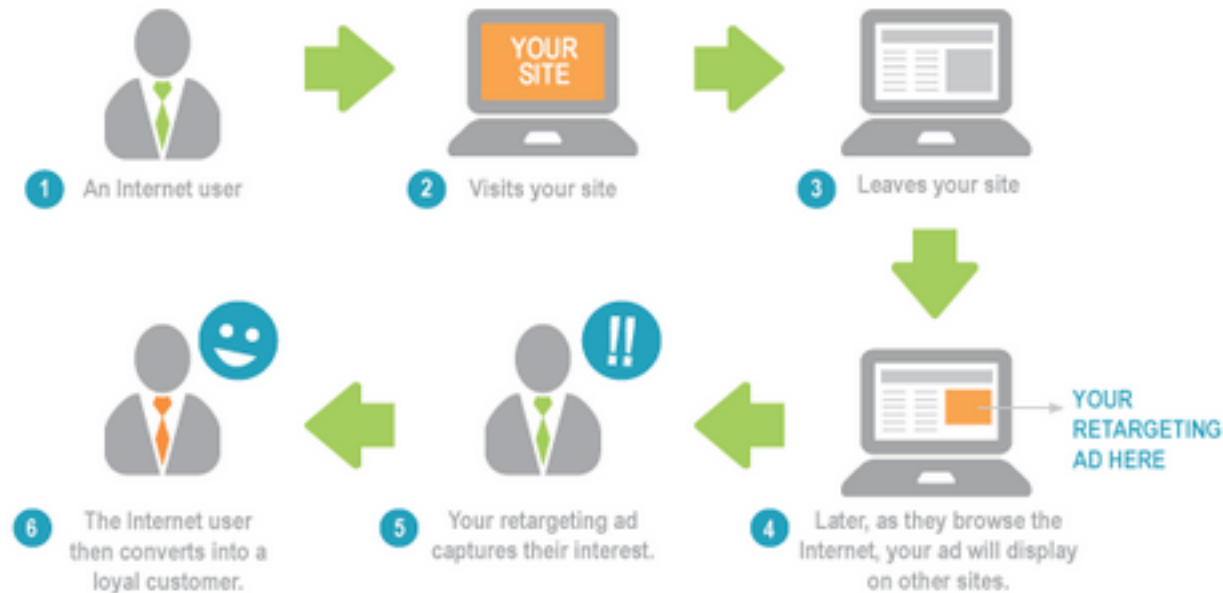 YOUR
SITE
1 An Internet user
2 Visits your site
3 Leaves your site
YOUR
RETARGETING
AD HERE
4 Later, as they browse the
Internet, your ad will display
on other sites.
!!
5 Your retargeting ad
captures their interest.
6 The Internet user
then converts into a
loyal customer.